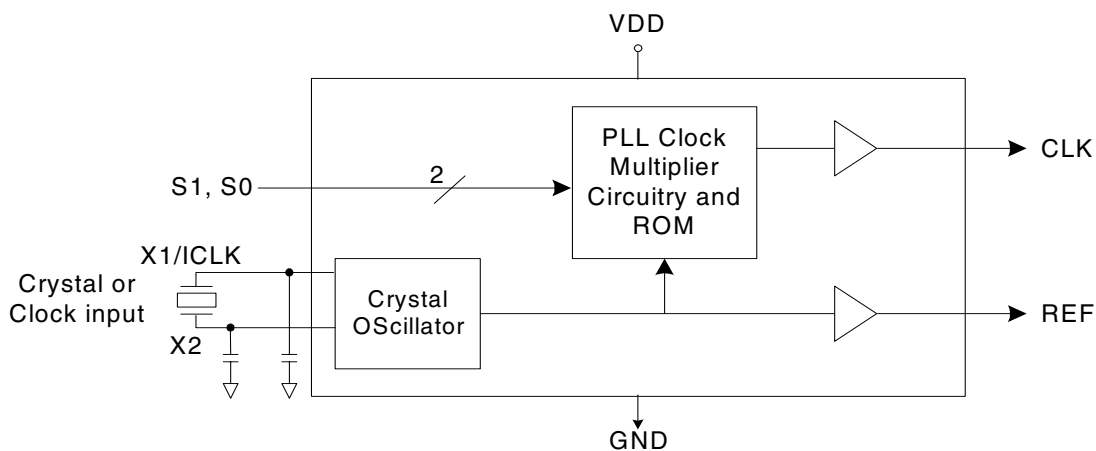 VDD
PLL Clock
Multiplier
Circuitry and
ROM
CLK
2
S1, S0
X1/ICLK
Crystal or
Clock input
Crystal
OScillator
REF
X2
GND